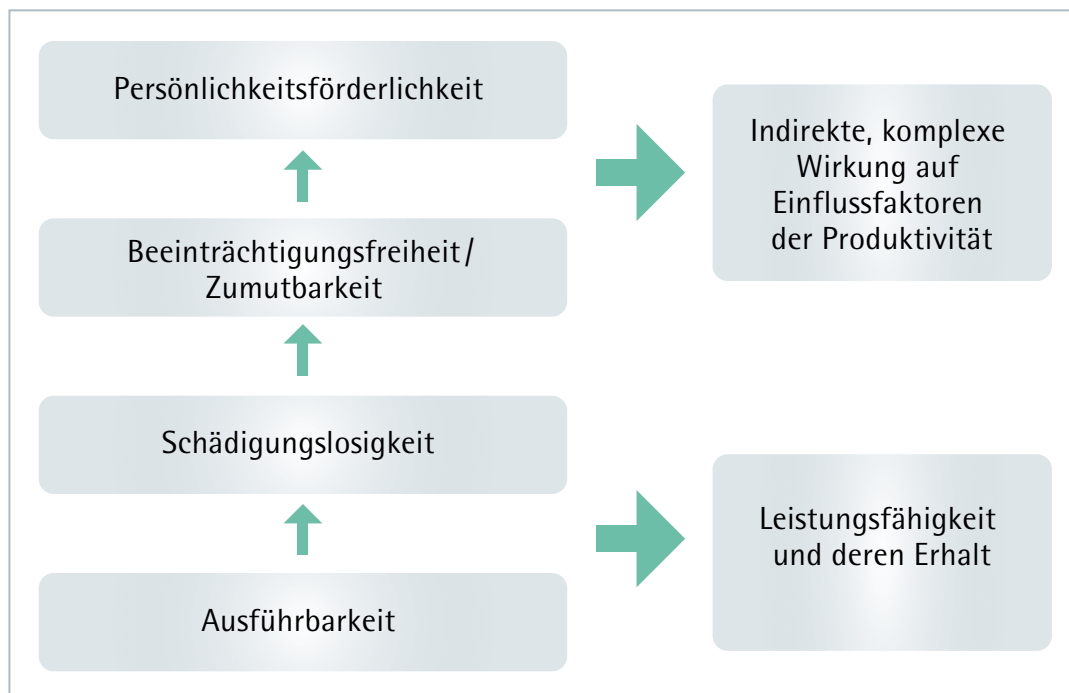 Persönlichkeitsförderlichkeit
Beeinträchtigungsfreiheit/
Zumutbarkeit
Schädigungslosigkeit
Ausführbarkeit
Indirekte, komplexe
Wirkung auf
Einflussfaktoren
der Produktivität
Leistungsfähigkeit
und deren Erhalt